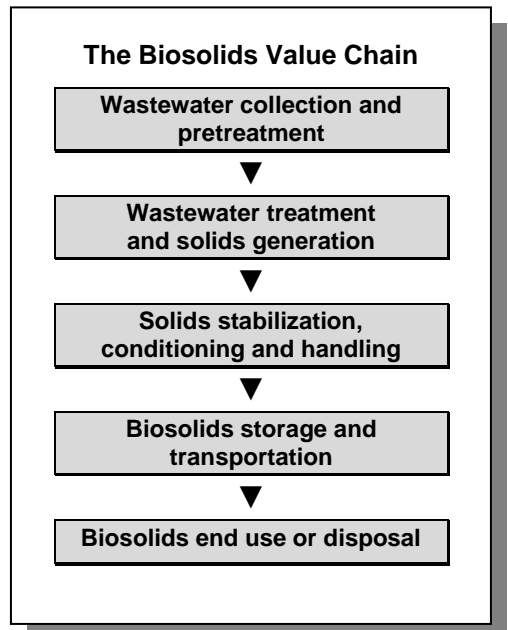 The Biosolids Value Chain
Wastewater collection and
pretreatment
Wastewater treatment
and solids generation
Solids stabilization,
conditioning and handling
Biosolids storage and
transportation
Biosolids end use or disposal